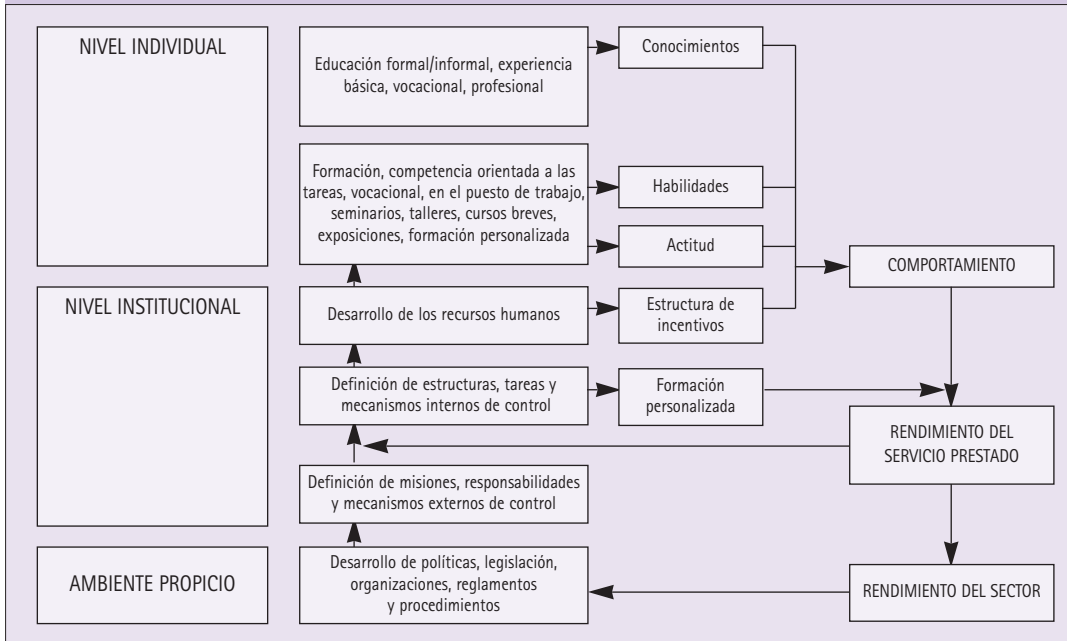 NIVEL INDIVIDUAL
Educación formal/informal, experiencia
básica, vocacional, profesional
Conocimientos
Formación, competencia orientada a las
tareas, vocacional, en el puesto de trabajo,
seminarios, talleres, cursos breves,
exposiciones, formación personalizada
Habilidades
Actitud
COMPORTAMIENTO
NIVEL INSTITUCIONAL
Desarrollo de los recursos humanos
Estructura de
incentivos
Definición de estructuras, tareas y
mecanismos internos de control
Formación
personalizada
RENDIMIENTO DEL
SERVICIO PRESTADO
Definición de misiones, responsabilidades
y mecanismos externos de control
AMBIENTE PROPICIO
Desarrollo de políticas, legislación,
organizaciones, reglamentos
y procedimientos
RENDIMIENTO DEL SECTOR